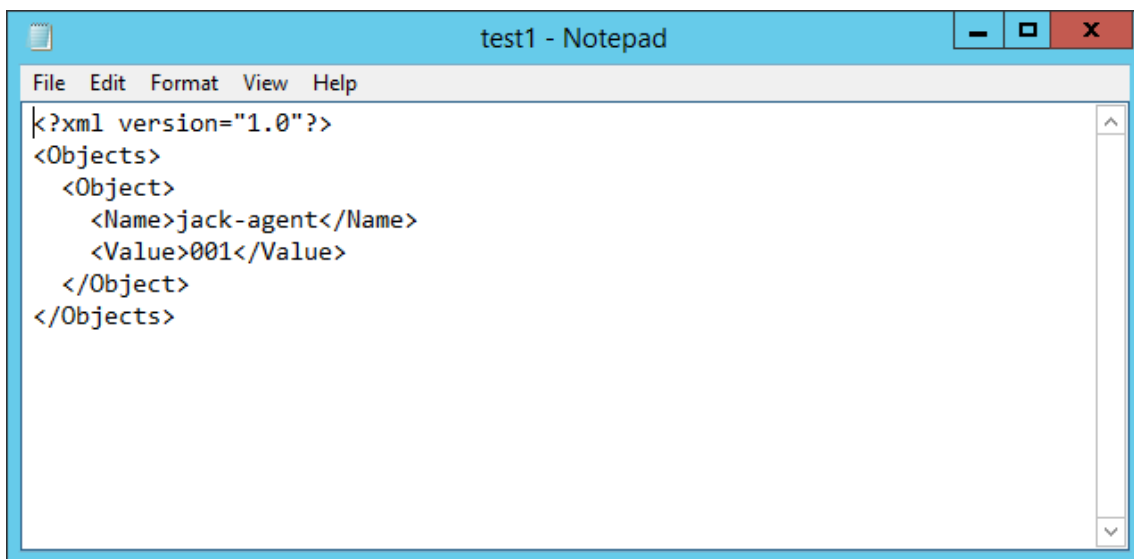 test1 - Notepad
File Edit Format View Help
<?xml version="1.0"?>
<Objects>
  <Object>
    <Name>jack-agent</Name>
    <Value>001</Value>
  </Object>
</Objects>